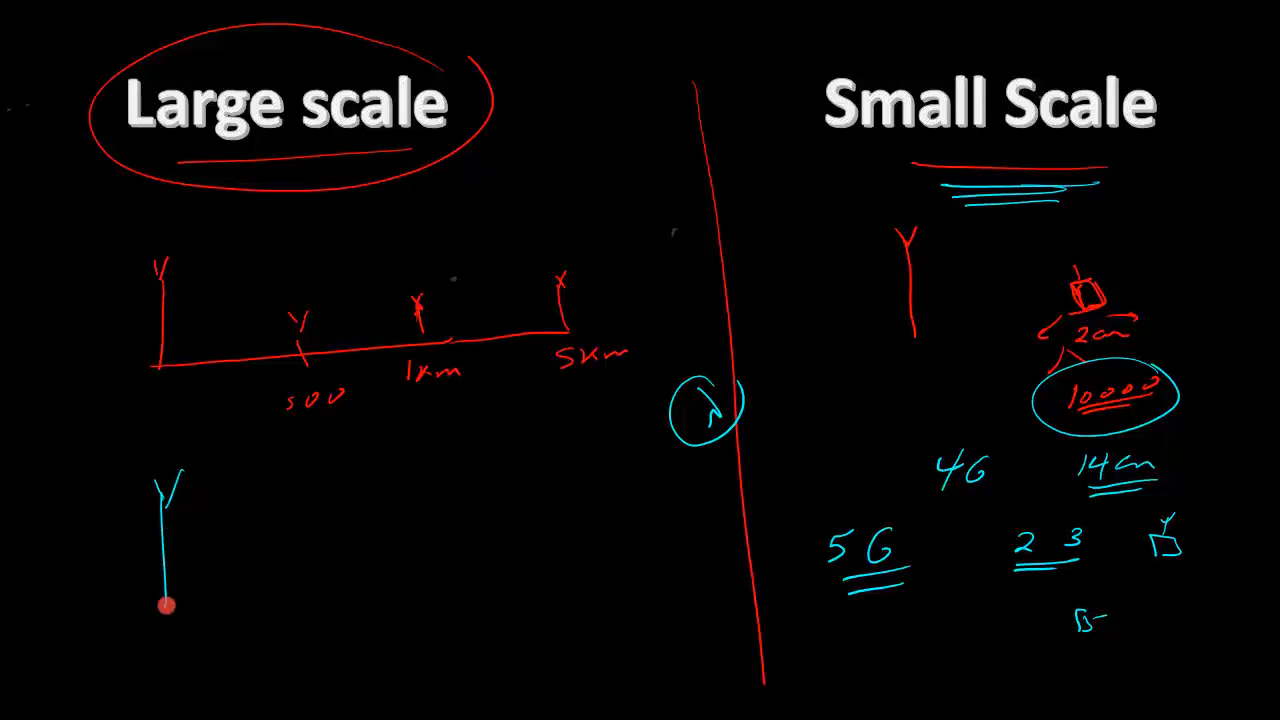 Large scale
Small Scale
Y
Y
X
X
500
1km
5km
Y
Y
2cm
10000
λ
4G
14cm
5G
2 3